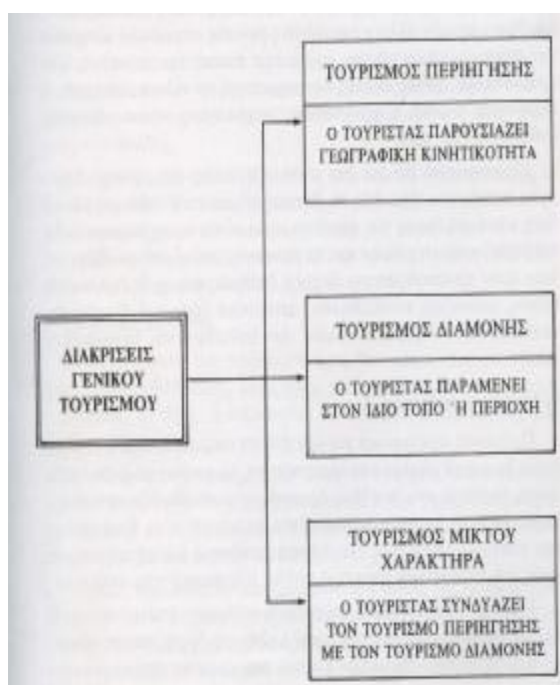 ΤΟΥΡΙΣΜΟΣ ΠΕΡΙΗΓΗΣΗΣ
Ο ΤΟΥΡΙΣΤΑΣ ΠΑΡΟΥΣΙΑΖΕΙ
ΓΕΩΓΡΑΦΙΚΗ ΚΙΝΗΤΙΚΟΤΗΤΑ
ΔΙΑΚΡΙΣΕΙΣ
ΓΕΝΙΚΟΥ
ΤΟΥΡΙΣΜΟΥ
ΤΟΥΡΙΣΜΟΣ ΔΙΑΜΟΝΗΣ
Ο ΤΟΥΡΙΣΤΑΣ ΠΑΡΑΜΕΝΕΙ
ΣΤΟΝ ΙΔΙΟ ΤΟΠΟ Ή ΠΕΡΙΟΧΗ
ΤΟΥΡΙΣΜΟΣ ΜΙΚΤΟΥ
ΧΑΡΑΚΤΗΡΑ
Ο ΤΟΥΡΙΣΤΑΣ ΣΥΝΔΥΑΖΕΙ
ΤΟΝ ΤΟΥΡΙΣΜΟ ΠΕΡΙΗΓΗΣΗΣ
ΜΕ ΤΟΝ ΤΟΥΡΙΣΜΟ ΔΙΑΜΟΝΗΣ